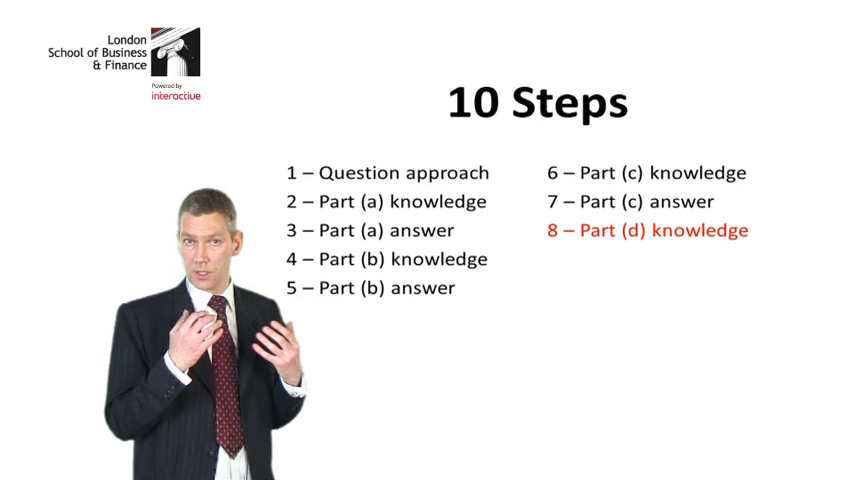 London
School of Business
& Finance
Powered by
interactive
10 Steps
1 – Question approach
2 – Part (a) knowledge
3 – Part (a) answer
4 – Part (b) knowledge
5 – Part (b) answer
6 – Part (c) knowledge
7 – Part (c) answer
8 – Part (d) knowledge